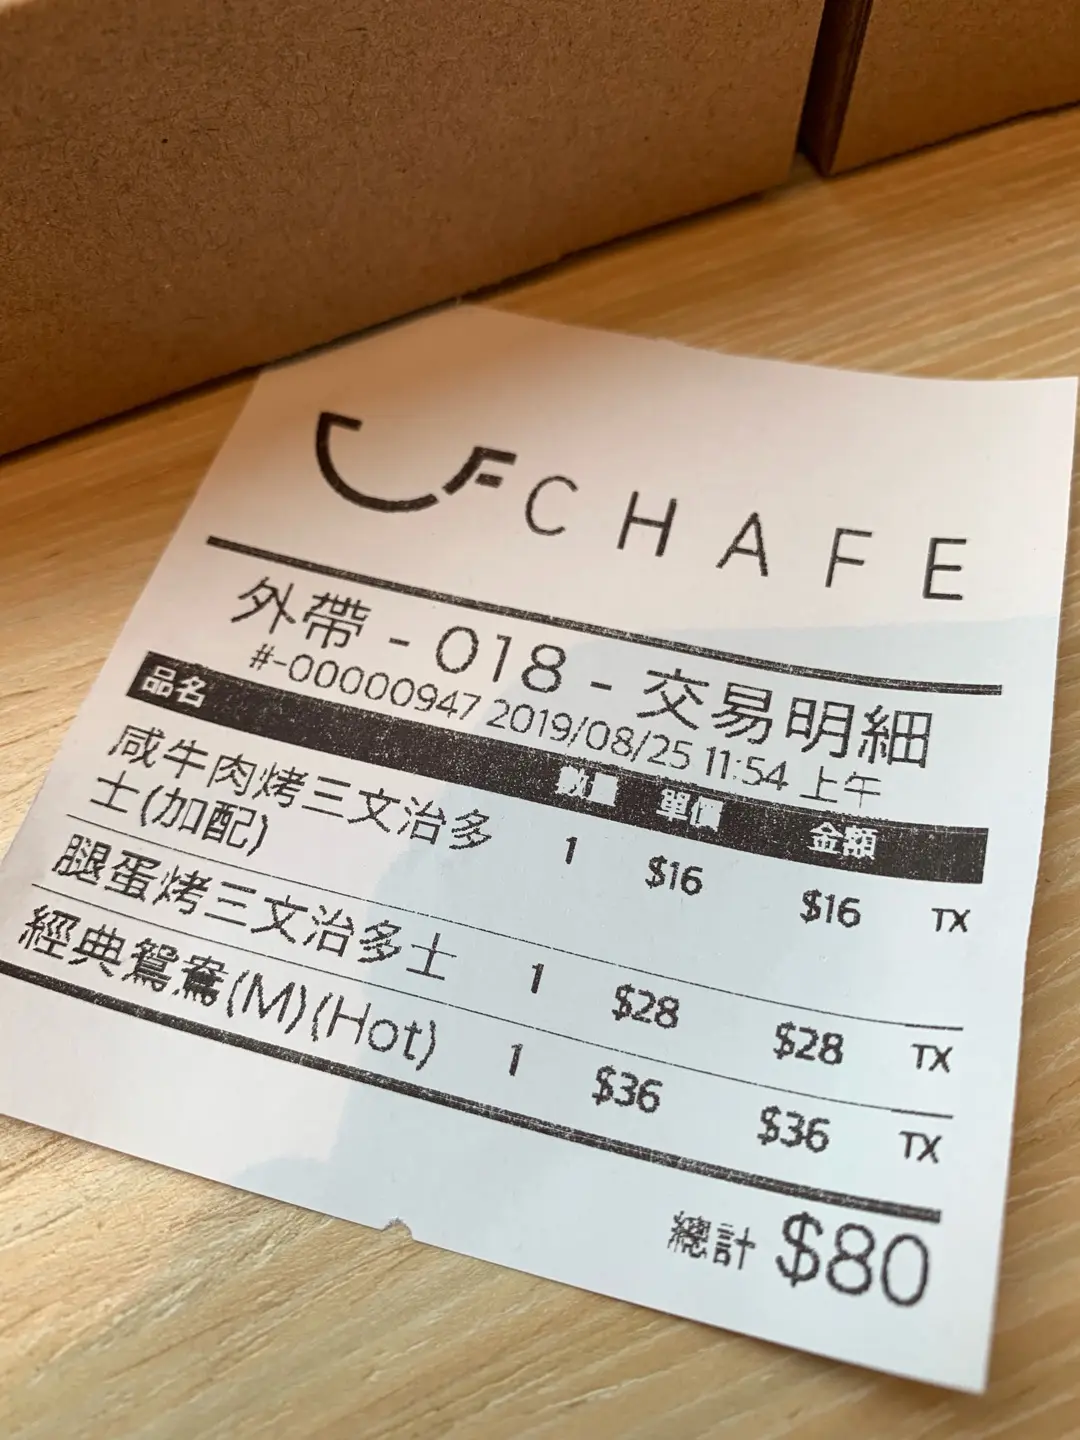 CHAFE
外帶 - 018 - 交易明細
#-00000947 2019/08/25 11:54 上午
品名 數量 單價 金額
咸牛肉烤三文治多 1 $16 $16 TX
士(加配)
腿蛋烤三文治多士 1 $28 $28 TX
經典鴛鴦(M)(Hot) 1 $36 $36 TX
總計 $80